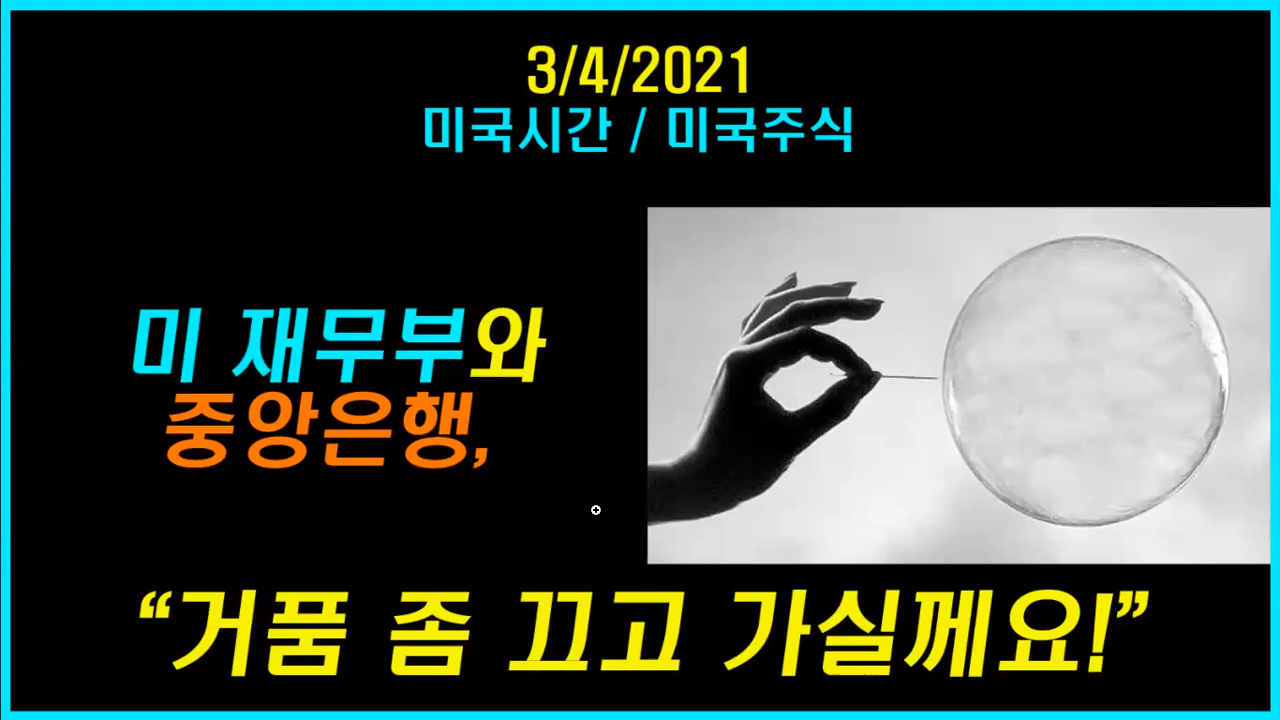 3/4/2021
미국시간 / 미국주식
미 재무부와
중앙은행,
“거품 좀 끄고 가실께요!”